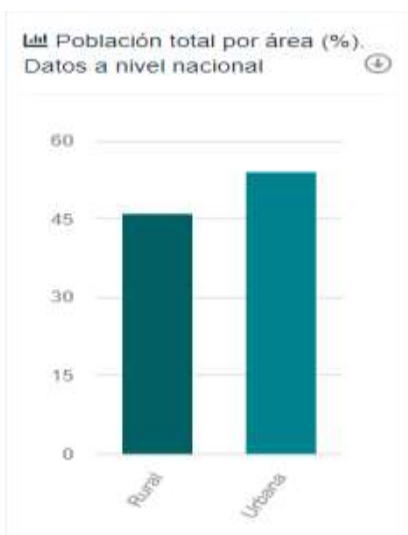 Población total por área (%).
Datos a nivel nacional
60
45
30
15
0
Rural
Urbana